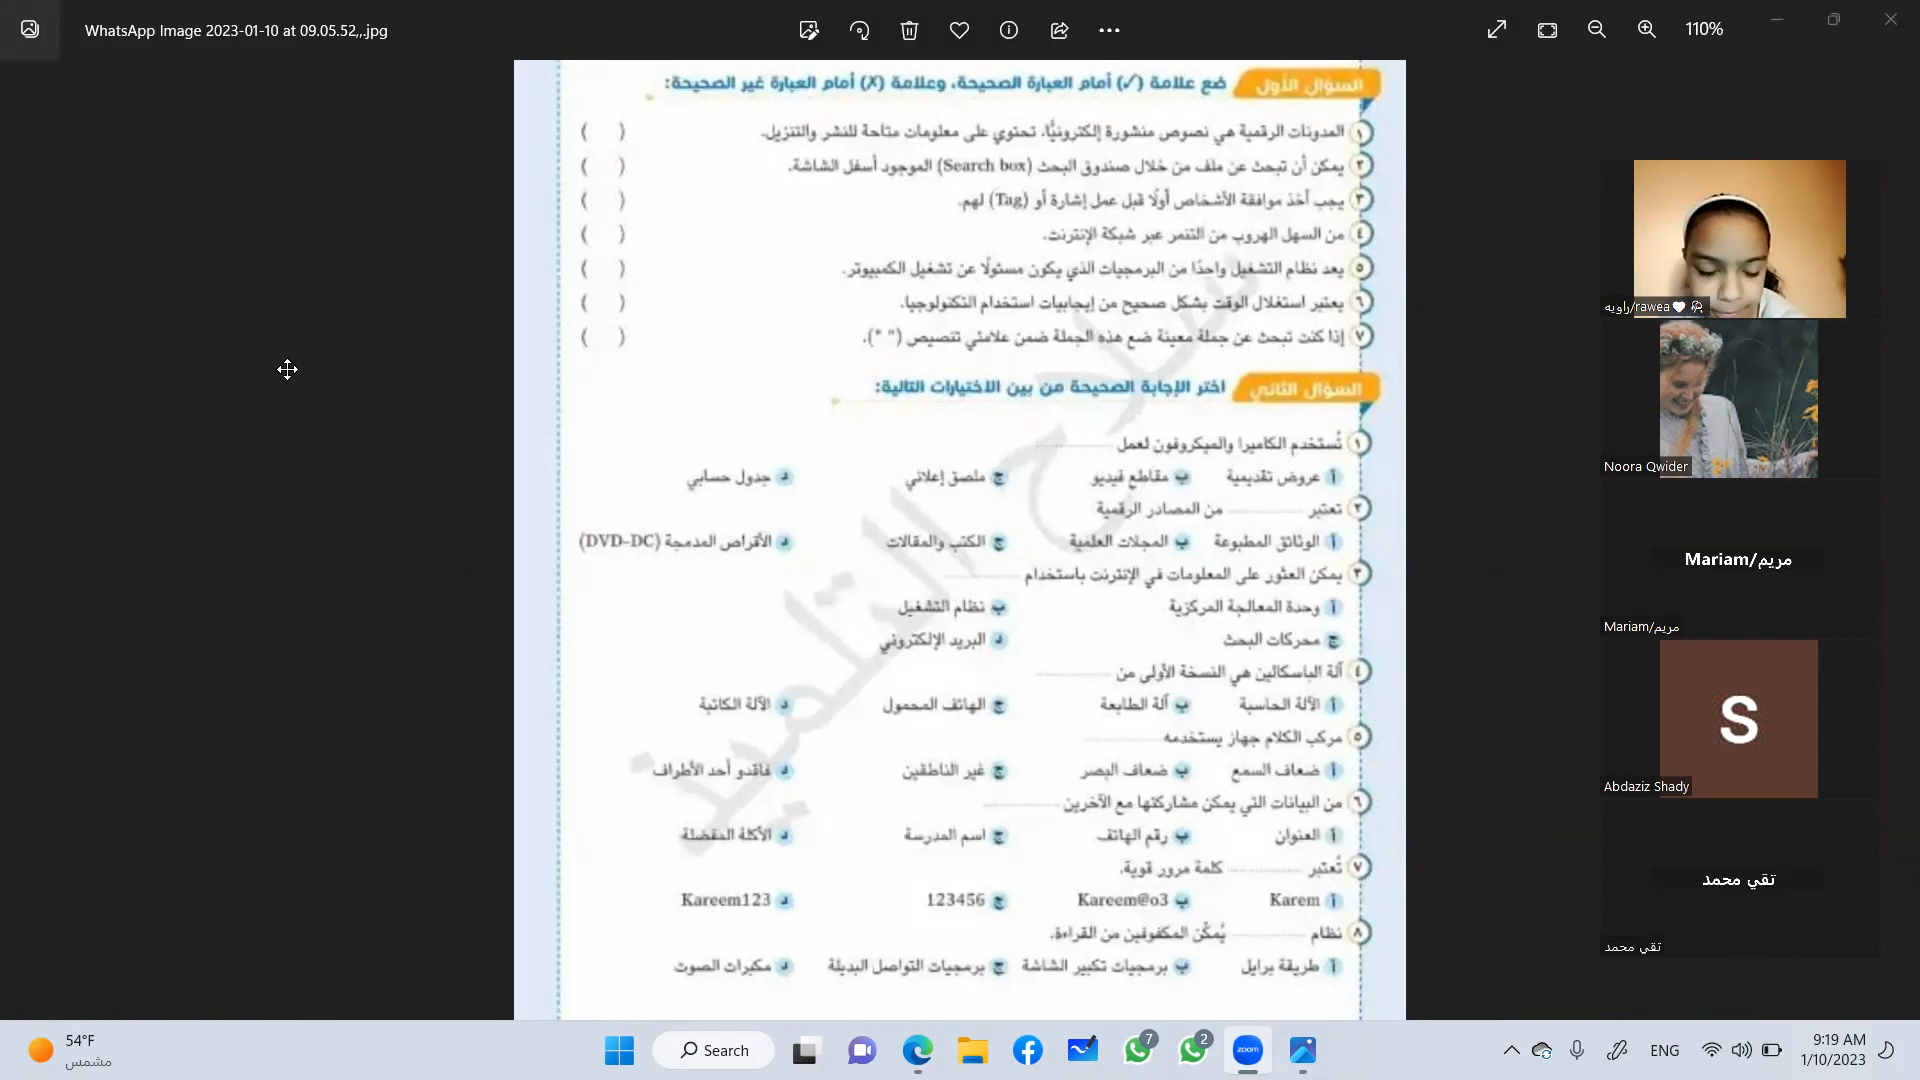 WhatsApp Image 2023-01-10 at 09.05.52,,.jpg
110%
السؤال الأول ضع علامة (✓) أمام العبارة الصحيحة، وعلامة (X) أمام العبارة غير الصحيحة:
١ المدونات الرقمية هي نصوص منشورة إلكترونيًّا، تحتوي على معلومات متاحة للنشر والتنزيل. ( )
٢ يمكن أن تبحث عن ملف من خلال صندوق البحث (Search box) الموجود أسفل الشاشة. ( )
٣ يجب أخذ موافقة الأشخاص أولًا قبل عمل إشارة أو (Tag) لهم. ( )
٤ من السهل الهروب من التنمر عبر شبكة الإنترنت. ( )
٥ يعد نظام التشغيل واحدًا من البرمجيات الذي يكون مسئولًا عن تشغيل الكمبيوتر. ( )
٦ يعتبر استغلال الوقت بشكل صحيح من إيجابيات استخدام التكنولوجيا. ( )
٧ إذا كنت تبحث عن جملة معينة ضع هذه الجملة ضمن علامتي تنصيص (" "). ( )
السؤال الثاني اختر الإجابة الصحيحة من بين الاختيارات التالية:
١ تُستخدم الكاميرا والميكروفون لعمل ............
أ عروض تقديمية ب مقاطع فيديو ج ملصق إعلاني د جدول حسابي
٢ تعتبر ............ من المصادر الرقمية
أ الوثائق المطبوعة ب المجلات العلمية ج الكتب والمقالات د الأقراص المدمجة (DVD-DC)
٣ يمكن العثور على المعلومات في الإنترنت باستخدام ............
أ وحدة المعالجة المركزية ب نظام التشغيل
ج محركات البحث د البريد الإلكتروني
٤ آلة الباسكالين هي النسخة الأولى من ............
أ الآلة الحاسبة ب آلة الطابعة ج الهاتف المحمول د الآلة الكاتبة
٥ مركب الكلام جهاز يستخدمه ............
أ ضعاف السمع ب ضعاف البصر ج غير الناطقين د فاقدو أحد الأطراف
٦ من البيانات التي يمكن مشاركتها مع الآخرين ............
أ العنوان ب رقم الهاتف ج اسم المدرسة د الأكلة المفضلة
٧ تُعتبر ............ كلمة مرور قوية.
أ Karem ب Kareem@o3 ج 123456 د Kareem123
٨ نظام ............ يُمكّن المكفوفين من القراءة.
أ طريقة برايل ب برمجيات تكبير الشاشة ج برمجيات التواصل البديلة د مكبرات الصوت
سلاح التلميذ
راويه/rawea
Noora Qwider
Mariam/مريم
Mariam/مريم
S
Abdaziz Shady
تقي محمد
تقي محمد
54°F
مشمس
Search
7
2
zoom
ENG
9:19 AM
1/10/2023